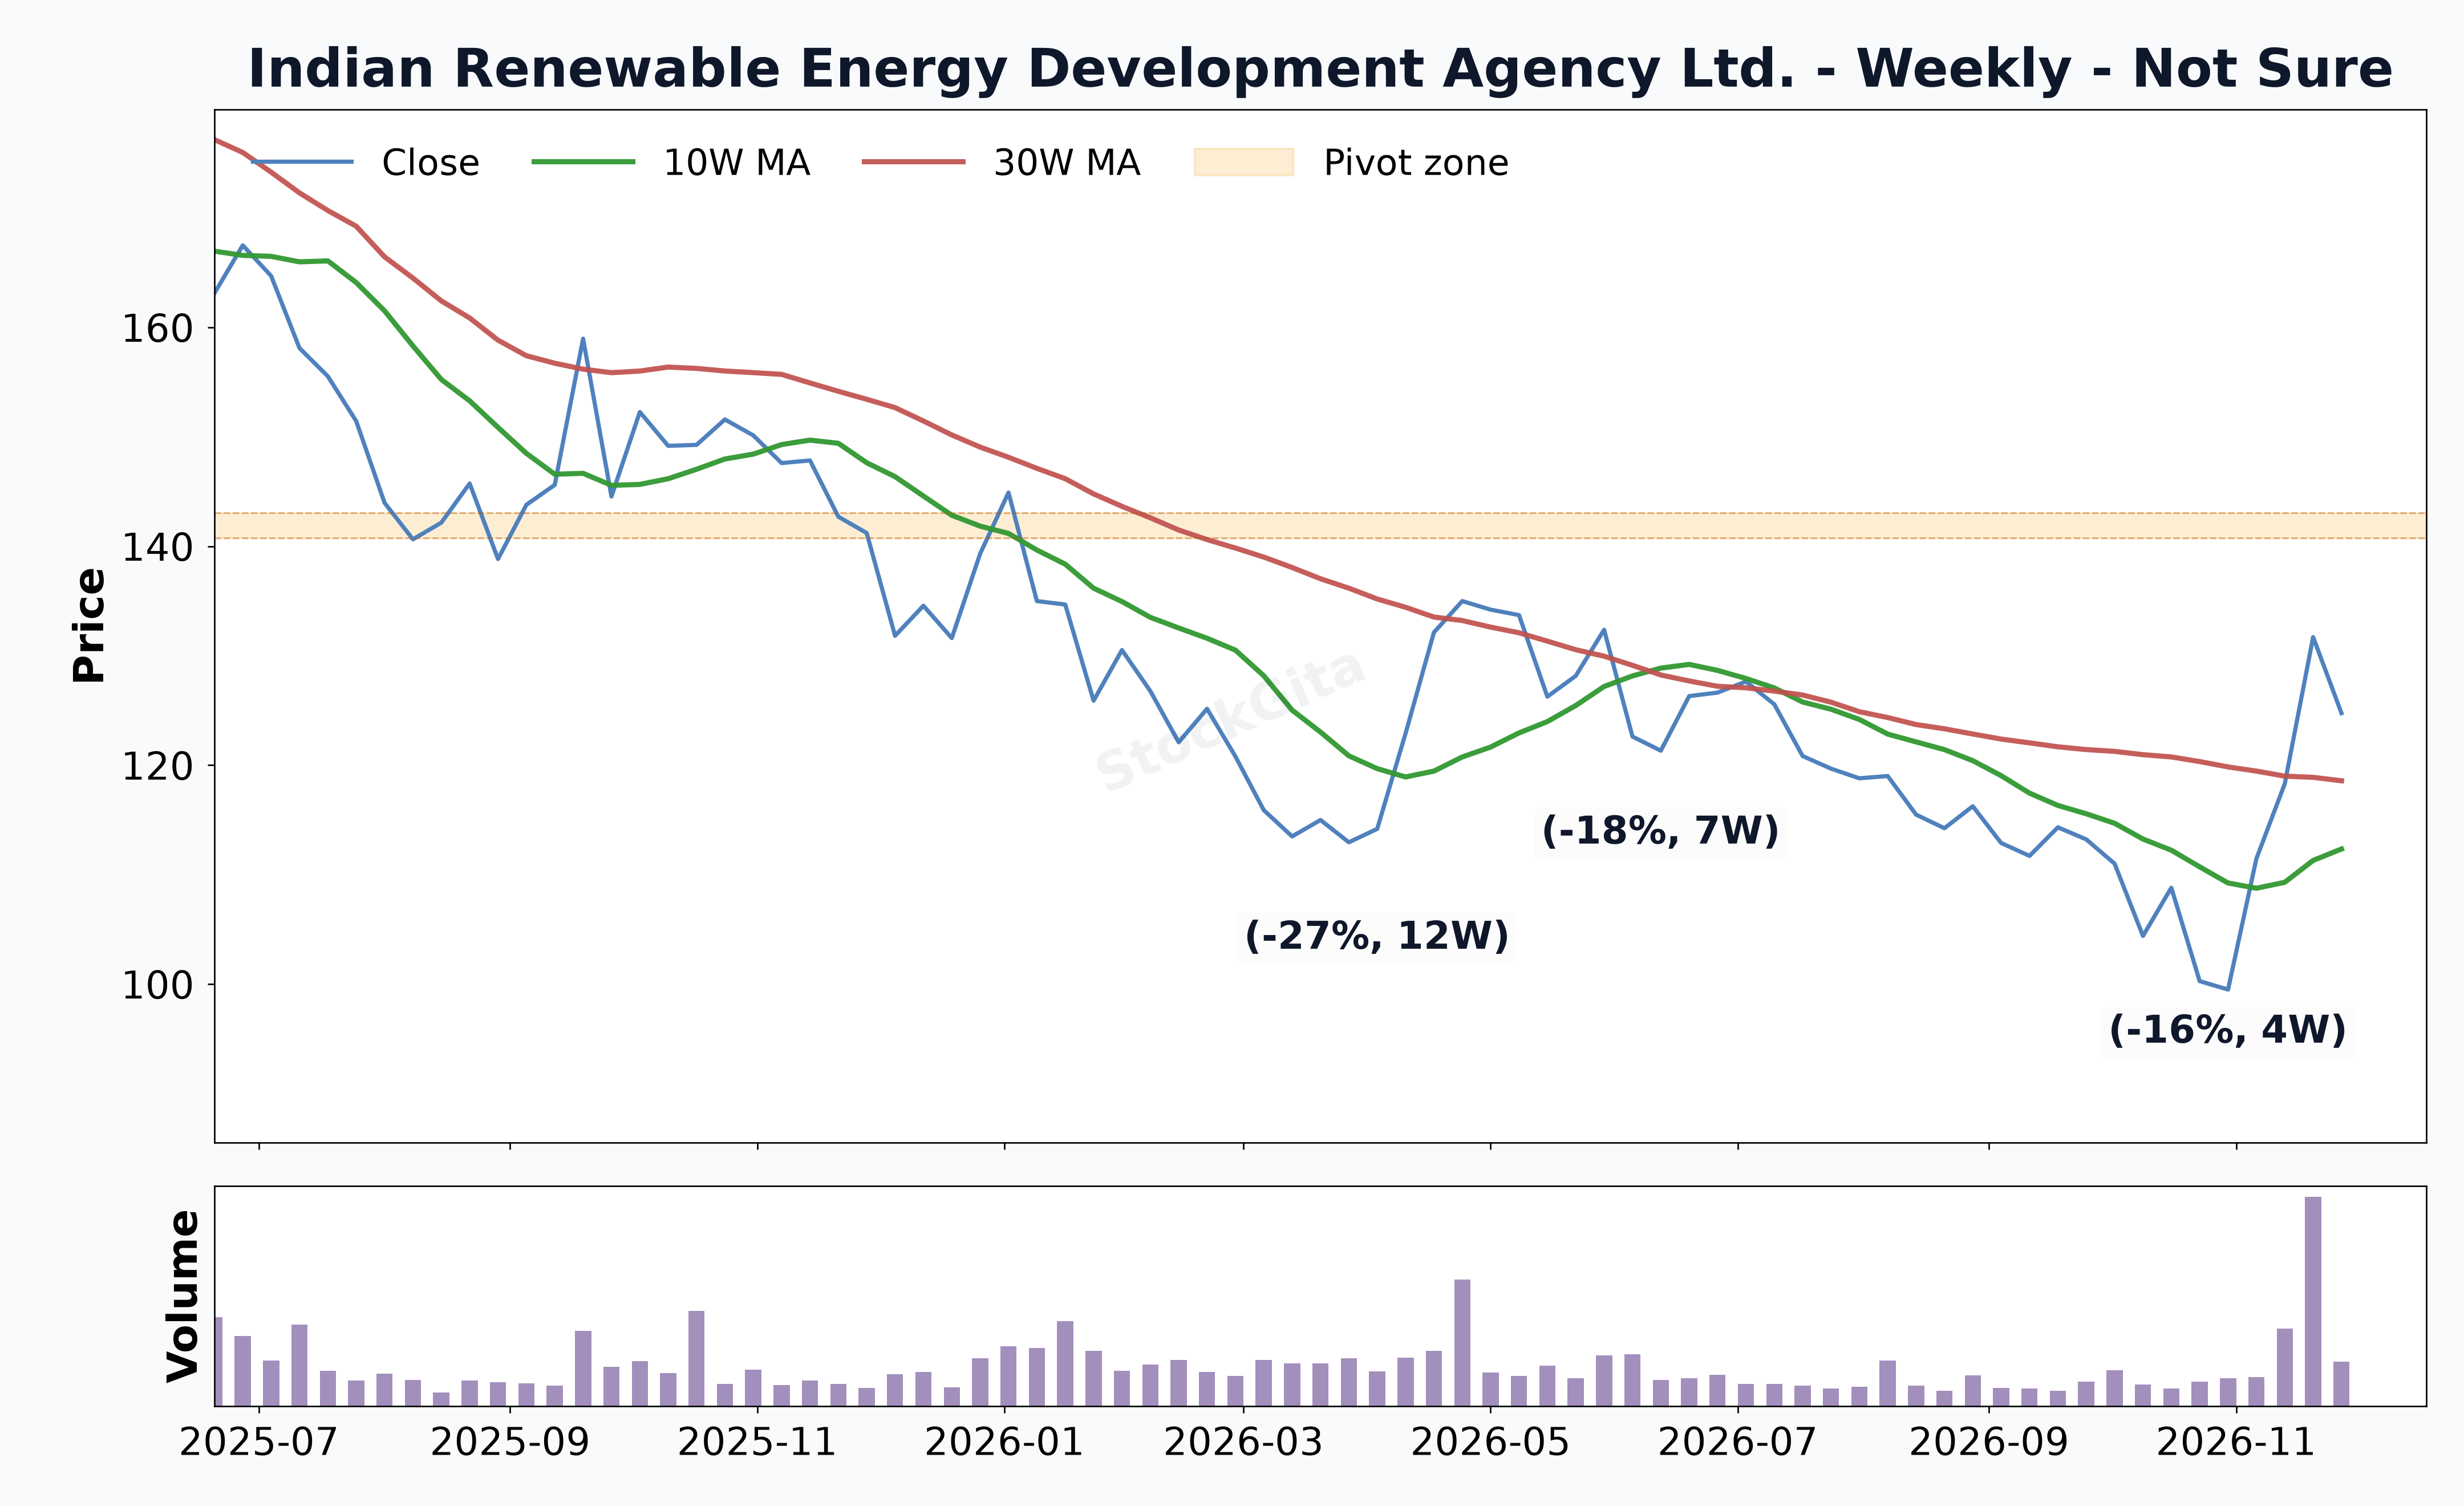 Indian Renewable Energy Development Agency Ltd. - Weekly - Not Sure
Close 10W MA 30W MA Pivot zone
160
140
120
100
Price
StockGita
(-18%, 7W)
(-27%, 12W)
(-16%, 4W)
Volume
2025-07 2025-09 2025-11 2026-01 2026-03 2026-05 2026-07 2026-09 2026-11